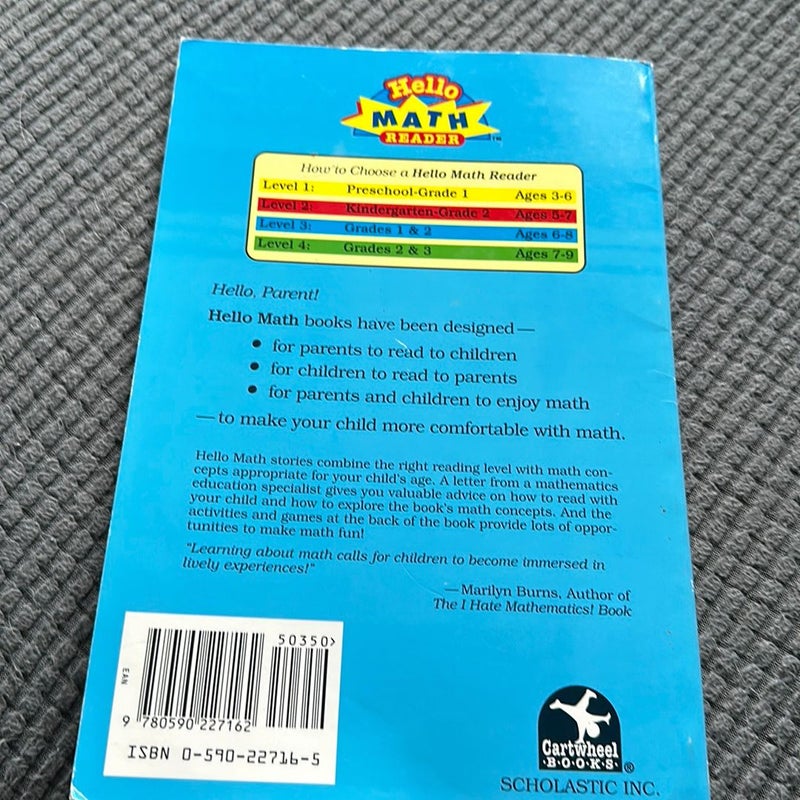 Hello
MATH
READER™
How to Choose a Hello Math Reader
Level 1: Preschool-Grade 1 Ages 3-6
Level 2: Kindergarten-Grade 2 Ages 5-7
Level 3: Grades 1 & 2 Ages 6-8
Level 4: Grades 2 & 3 Ages 7-9
Hello, Parent!
Hello Math books have been designed—
• for parents to read to children
• for children to read to parents
• for parents and children to enjoy math
—to make your child more comfortable with math.
Hello Math stories combine the right reading level with math con-
cepts appropriate for your child's age. A letter from a mathematics
education specialist gives you valuable advice on how to read with
your child and how to explore the book's math concepts. And the
activities and games at the back of the book provide lots of oppor-
tunities to make math fun!
"Learning about math calls for children to become immersed in
lively experiences!"
—Marilyn Burns, Author of
The I Hate Mathematics! Book
50350>
EAN
9 780590 227162
ISBN 0-590-22716-5
Cartwheel
·B·O·O·K·S·®
SCHOLASTIC INC.